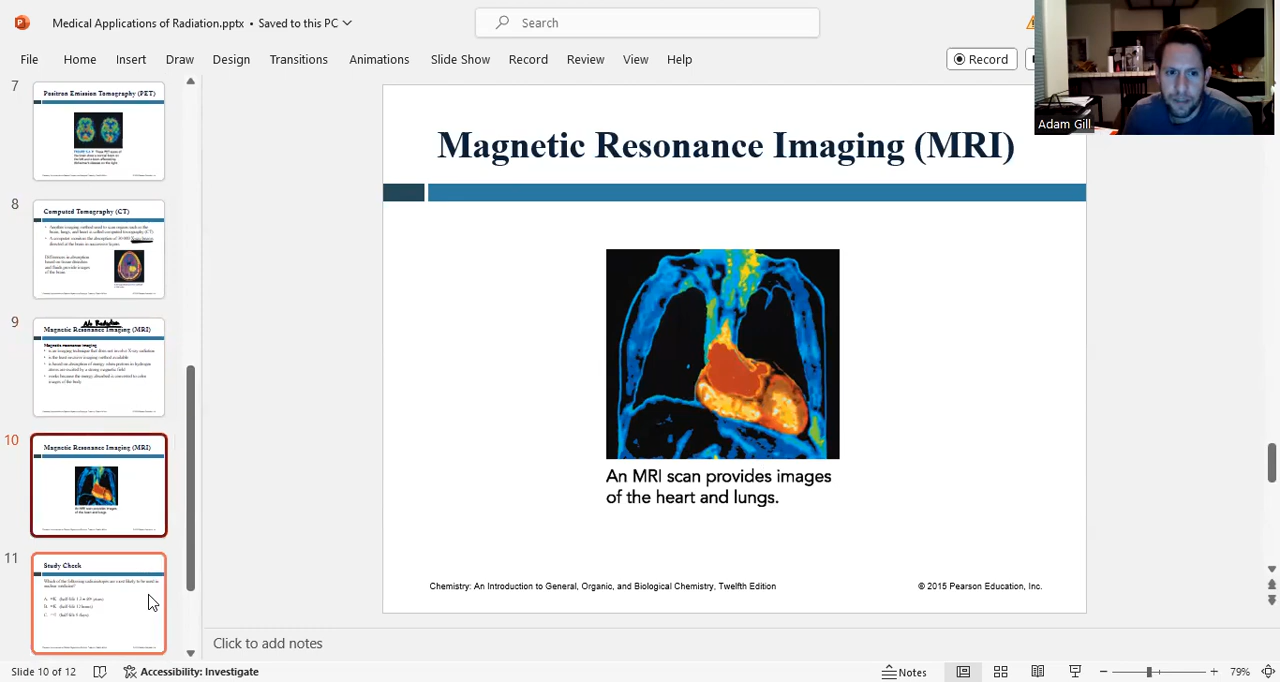 Medical Applications of Radiation.pptx • Saved to this PC
Search
File Home Insert Draw Design Transitions Animations Slide Show Record Review View Help
Record
Adam Gill
7
Positron Emission Tomography (PET)
8
Computed Tomography (CT)
9
Magnetic Resonance Imaging (MRI)
Magnetic resonance imaging
10
Magnetic Resonance Imaging (MRI)
11
Study Check
Magnetic Resonance Imaging (MRI)
An MRI scan provides images
of the heart and lungs.
Chemistry: An Introduction to General, Organic, and Biological Chemistry, Twelfth Edition
© 2015 Pearson Education, Inc.
Click to add notes
Slide 10 of 12
Accessibility: Investigate
Notes
79%